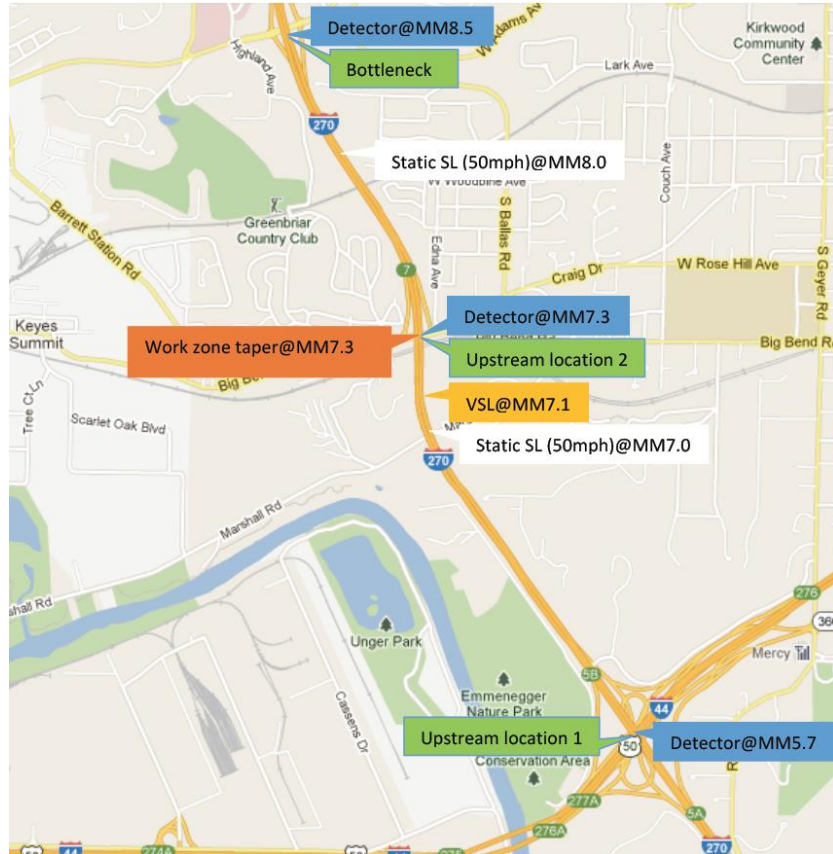 Detector@MM8.5
W Adams Ave
Kirkwood
Community
Center
Highland Ave
Bottleneck
Lark Ave
270
Static SL (50mph)@MM8.0
W Woodbine Ave
Couch Ave
S Ballas Rd
Greenbriar
Country Club
Barrett Station Rd
Edna Ave
S Geyer Rd
7
Craig Dr
W Rose Hill Ave
Keyes
Summit
Detector@MM7.3
Work zone taper@MM7.3
Big Bend
Upstream location 2
Tree Ct Ln
VSL@MM7.1
Scarlet Oak Blvd
Static SL (50mph)@MM7.0
270
Marshall Rd
Unger Park
276
Mercy
Cassens Dr
5B
44
Emmenegger
Nature Park
Upstream location 1
50
Detector@MM5.7
Conservation Area
277A
276A
5A
44
274A
44
270